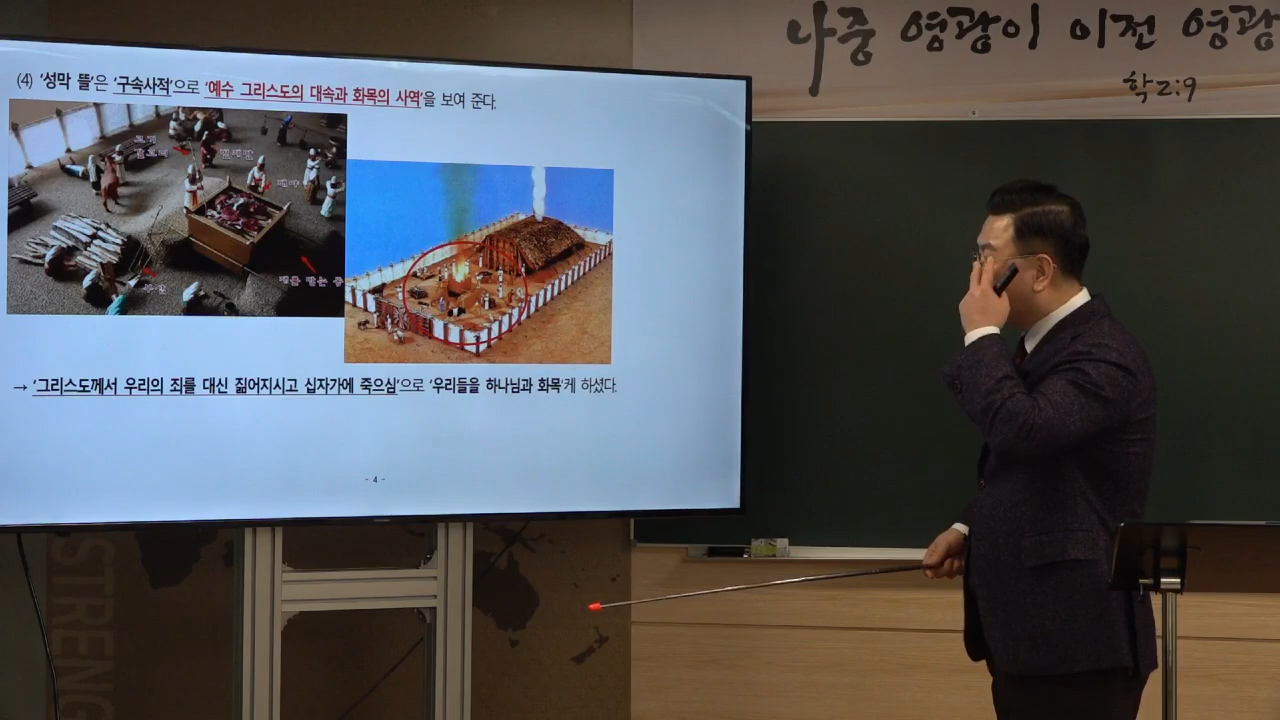 나중 영광이 이전 영광
학 2:9
(4) '성막 뜰'은 '구속사적'으로 '예수 그리스도의 대속과 화목의 사역'을 보여 준다.
→ '그리스도께서 우리의 죄를 대신 짊어지시고 십자가에 죽으심'으로 '우리들을 하나님과 화목'케 하셨다.
- 4 -
STRENG